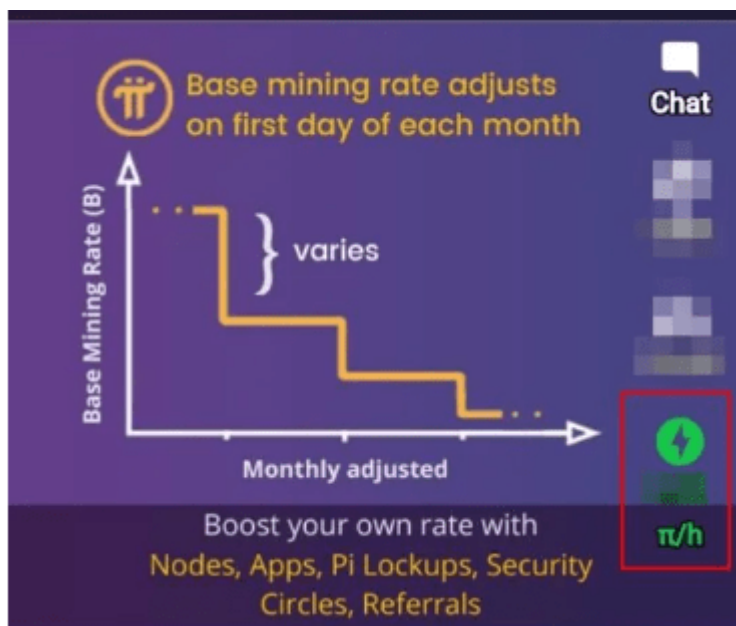 Base mining rate adjusts
on first day of each month
Chat
Base Mining Rate (B)
varies
Monthly adjusted
π/h
Boost your own rate with
Nodes, Apps, Pi Lockups, Security
Circles, Referrals